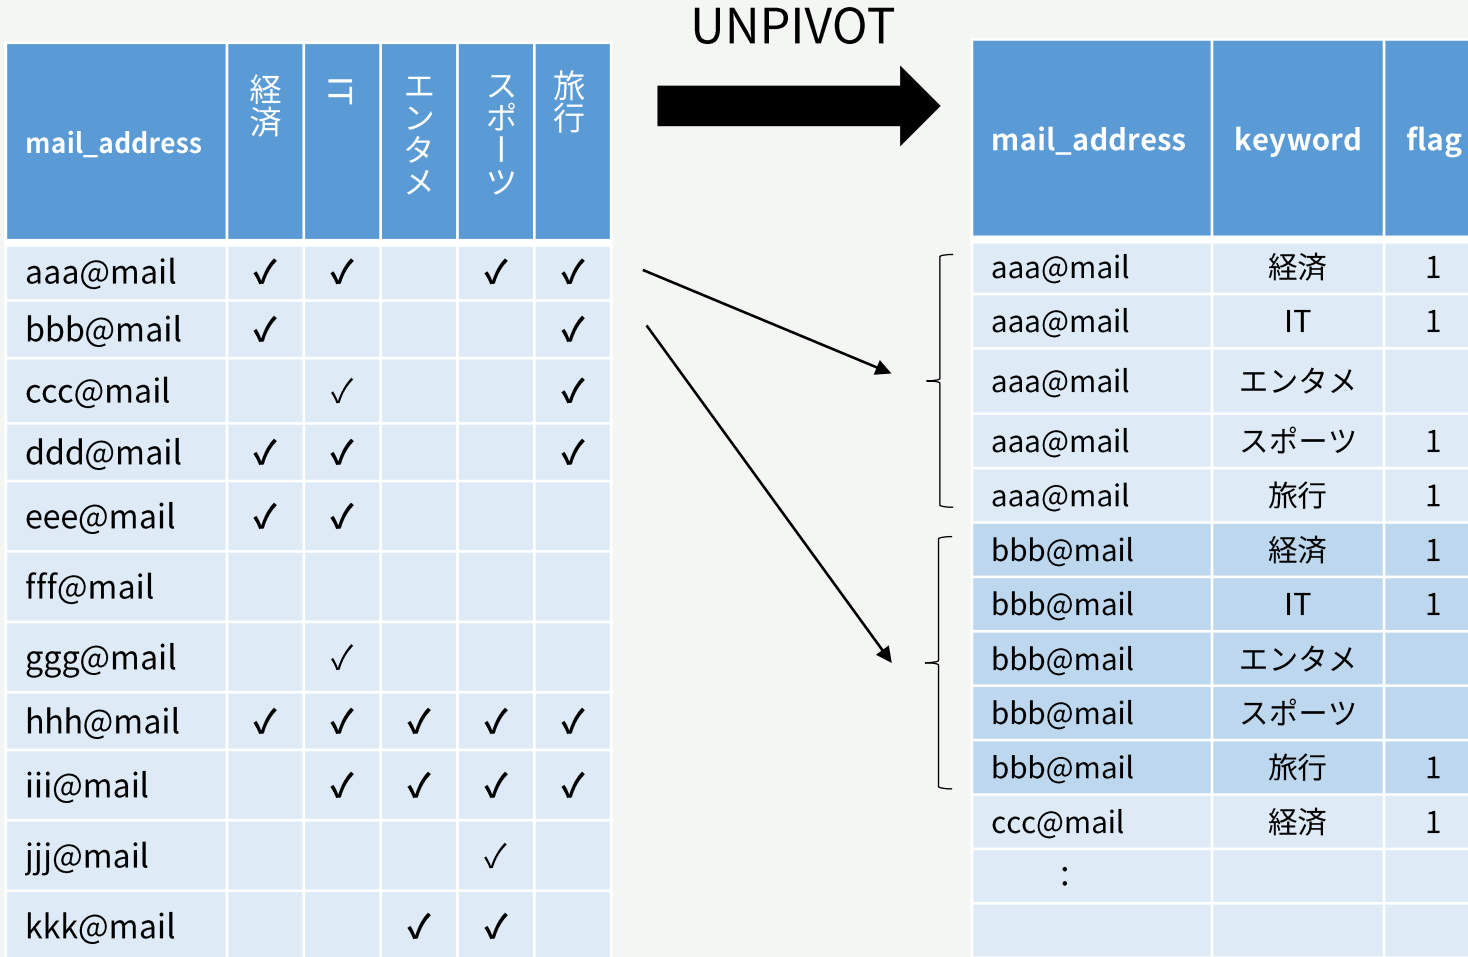 UNPIVOT
mail_address 経済 IT エンタメ スポーツ 旅行
aaa@mail ✓ ✓ ✓ ✓
bbb@mail ✓ ✓
ccc@mail ✓ ✓
ddd@mail ✓ ✓ ✓
eee@mail ✓ ✓
fff@mail
ggg@mail ✓
hhh@mail ✓ ✓ ✓ ✓ ✓
iii@mail ✓ ✓ ✓ ✓
jjj@mail ✓
kkk@mail ✓ ✓
mail_address keyword flag
aaa@mail 経済 1
aaa@mail IT 1
aaa@mail エンタメ
aaa@mail スポーツ 1
aaa@mail 旅行 1
bbb@mail 経済 1
bbb@mail IT 1
bbb@mail エンタメ
bbb@mail スポーツ
bbb@mail 旅行 1
ccc@mail 経済 1
: